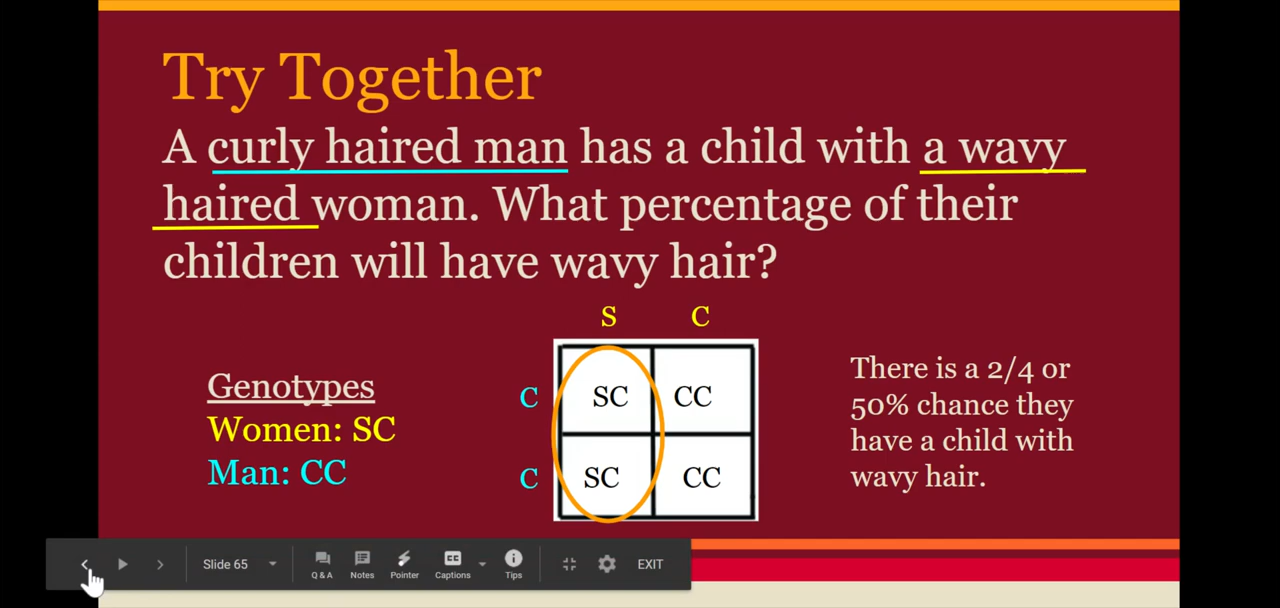 Try Together
A curly haired man has a child with a wavy
haired woman. What percentage of their
children will have wavy hair?
S C
Genotypes
Women: SC
Man: CC
C SC CC
C SC CC
There is a 2/4 or
50% chance they
have a child with
wavy hair.
Slide 65
Q & A
Notes
Pointer
CC
Captions
Tips
EXIT